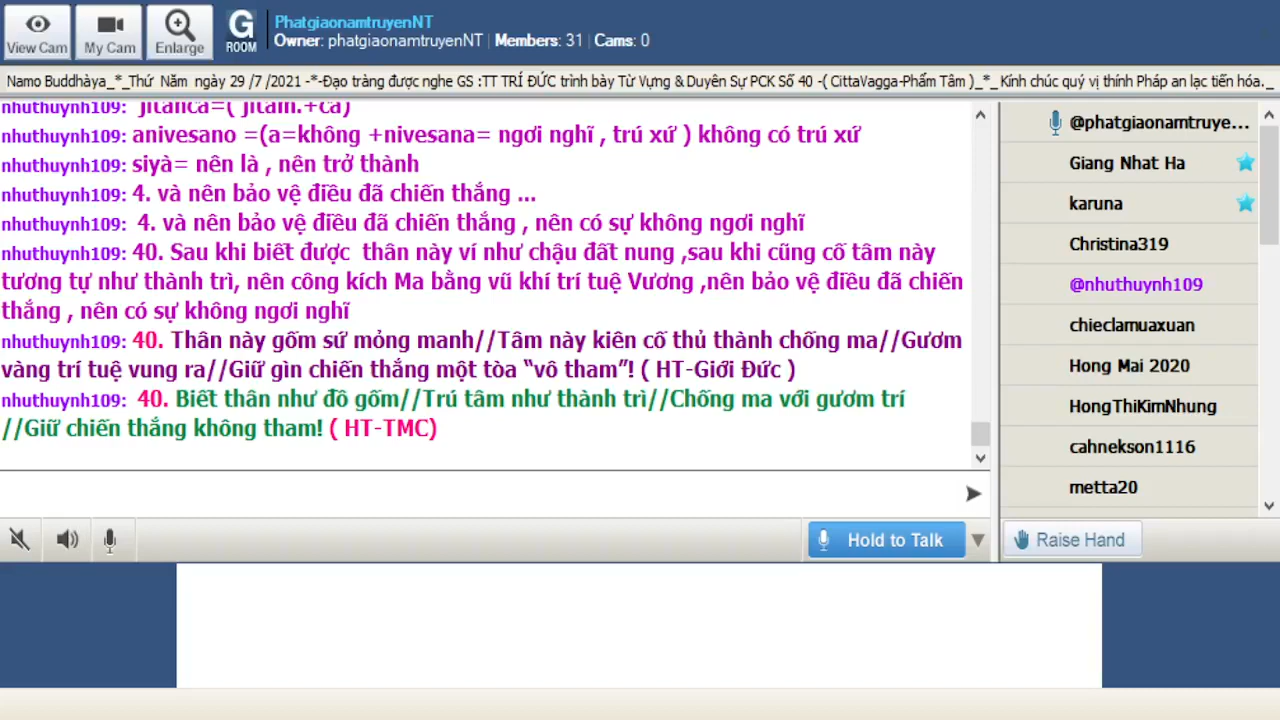 View Cam
My Cam
Enlarge
G ROOM
PhatgiaonamtruyenNT
Owner: phatgiaonamtruyenNT | Members: 31 | Cams: 0
Namo Buddhàya_*_Thứ Năm ngày 29 /7 /2021 -*-Đạo tràng được nghe GS :TT TRÍ ĐỨC trình bày Từ Vựng & Duyên Sự PCK Số 40 -( CittaVagga-Phẩm Tâm )_*_ Kính chúc quý vị thính Pháp an lạc tiến hóa._
nhuthuynh109: jitañca=( jitam.+ca)
nhuthuynh109: anivesano =(a=không +nivesana= ngơi nghĩ , trú xứ ) không có trú xứ
nhuthuynh109: siyà= nên là , nên trở thành
nhuthuynh109: 4. và nên bảo vệ điều đã chiến thắng ...
nhuthuynh109: 4. và nên bảo vệ điều đã chiến thắng , nên có sự không ngơi nghĩ
nhuthuynh109: 40. Sau khi biết được thân này ví như chậu đất nung ,sau khi cũng cố tâm này
tương tự như thành trì, nên công kích Ma bằng vũ khí trí tuệ Vương ,nên bảo vệ điều đã chiến
thắng , nên có sự không ngơi nghĩ
nhuthuynh109: 40. Thân này gốm sứ mỏng manh//Tâm này kiên cố thủ thành chống ma//Gươm
vàng trí tuệ vung ra//Giữ gìn chiến thắng một tòa “vô tham”! ( HT-Giới Đức )
nhuthuynh109: 40. Biết thân như đồ gốm//Trú tâm như thành trì//Chống ma với gươm trí
//Giữ chiến thắng không tham! ( HT-TMC)
@phatgiaonamtruye...
Giang Nhat Ha
karuna
Christina319
@nhuthuynh109
chieclamuaxuan
Hong Mai 2020
HongThiKimNhung
cahnekson1116
metta20
Hold to Talk
Raise Hand